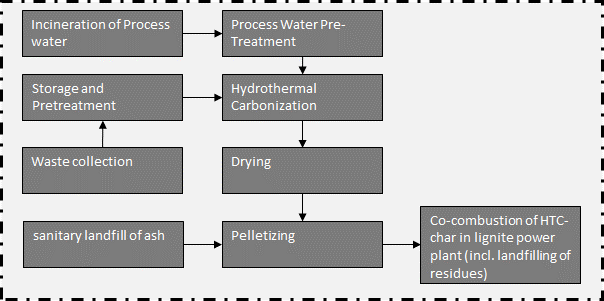 Incineration of Process
water
Process Water Pre-
Treatment
Storage and
Pretreatment
Hydrothermal
Carbonization
Waste collection
Drying
sanitary landfill of ash
Pelletizing
Co-combustion of HTC-
char in lignite power
plant (incl. landfilling of
residues)